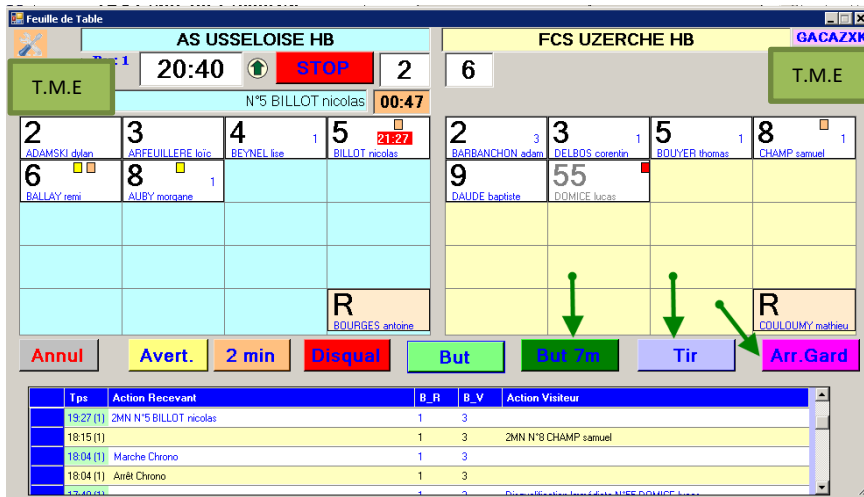 Feuille de Table
AS USSELOISE HB
FCS UZERCHE HB
GACAZXK
1
20:40
STOP
2
6
T.M.E
T.M.E
N°5 BILLOT nicolas
00:47
2
ADAMSKI dylan
3
ARFEUILLERE loïc
4
1
BEYNEL lise
5
21:27
BILLOT nicolas
2
3
BARBANCHON adam
3
1
DELBOS corentin
5
1
BOUYER thomas
8
1
CHAMP samuel
6
BALLAY remi
8
1
AUBY morgane
9
DAUDE baptiste
55
DOMICE lucas
R
BOURGES antoine
R
COULOUMY mathieu
Annul
Avert.
2 min
Disqual
But
But 7m
Tir
Arr.Gard
Tps Action Recevant B_R B_V Action Visiteur
19:27 (1) 2MN N°5 BILLOT nicolas 1 3
18:15 (1) 1 3 2MN N°8 CHAMP samuel
18:04 (1) Marche Chrono 1 3
18:04 (1) Arrêt Chrono 1 3